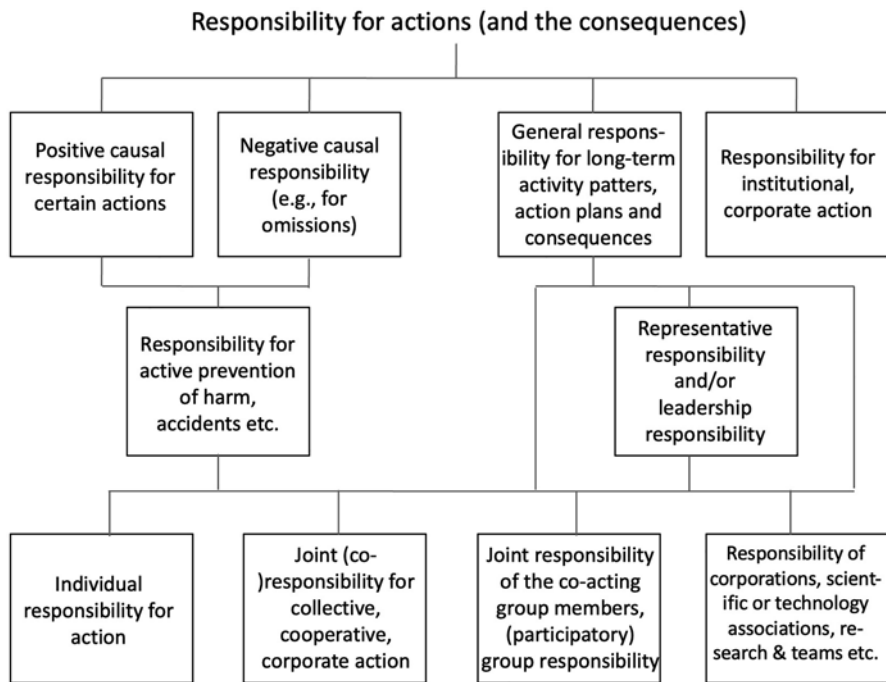 Responsibility for actions (and the consequences)
Positive causal
responsibility for
certain actions
Negative causal
responsibility
(e.g., for
omissions)
General respons-
ibility for long-term
activity patters,
action plans and
consequences
Responsibility for
institutional,
corporate action
Responsibility for
active prevention
of harm,
accidents etc.
Representative
responsibility
and/or
leadership
responsibility
Individual
responsibility for
action
Joint (co-
)responsibility for
collective,
cooperative,
corporate action
Joint responsibility
of the co-acting
group members,
(participatory)
group responsibility
Responsibility of
corporations, scient-
ific or technology
associations, re-
search & teams etc.